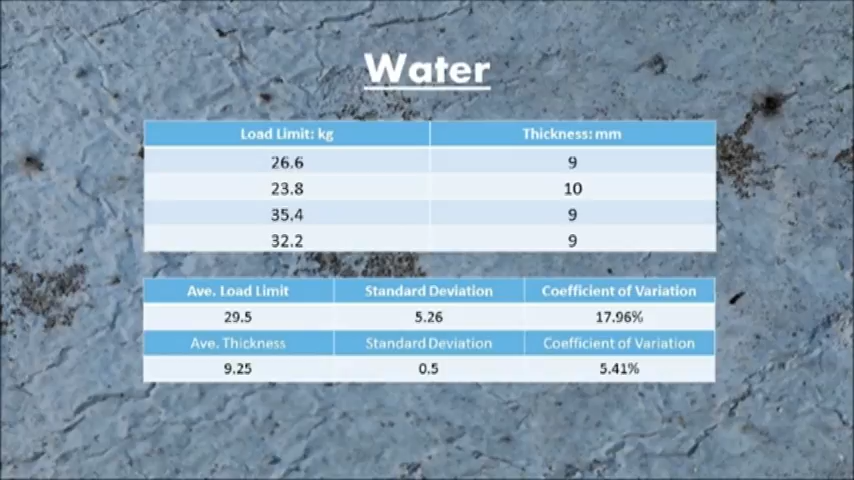 Water
Load Limit: kg Thickness: mm
26.6 9
23.8 10
35.4 9
32.2 9
Ave. Load Limit Standard Deviation Coefficient of Variation
29.5 5.26 17.96%
Ave. Thickness Standard Deviation Coefficient of Variation
9.25 0.5 5.41%